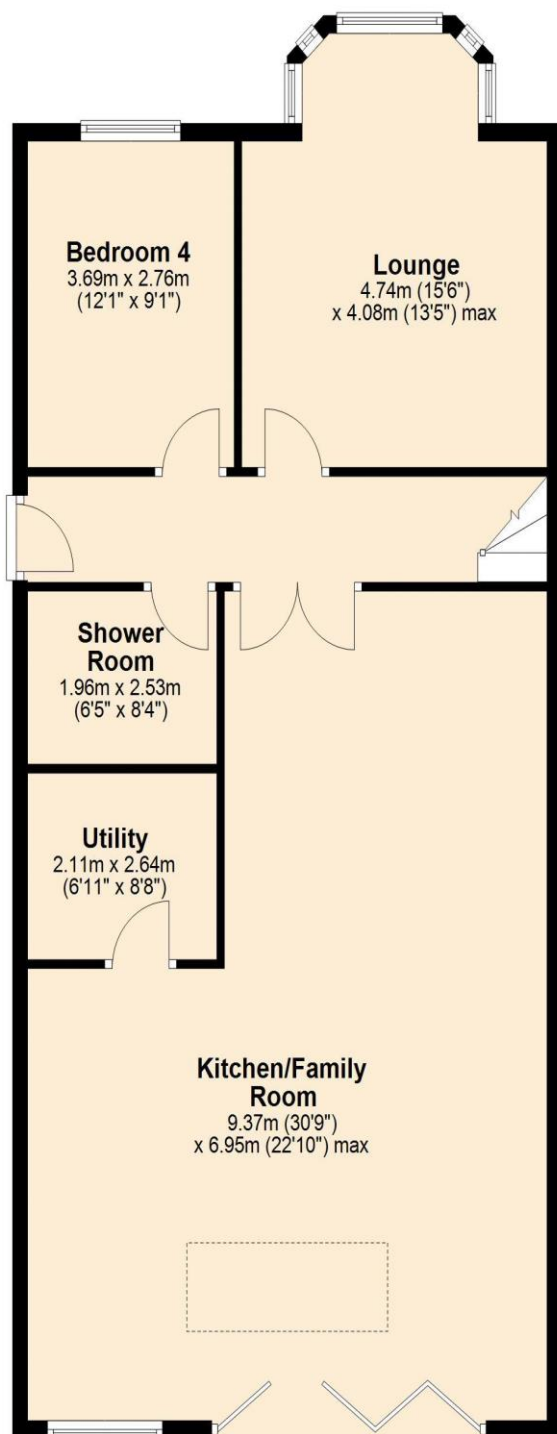 Bedroom 4
3.69m x 2.76m
(12'1" x 9'1")
Lounge
4.74m (15'6")
x 4.08m (13'5") max
Shower
Room
1.96m x 2.53m
(6'5" x 8'4")
Utility
2.11m x 2.64m
(6'11" x 8'8")
Kitchen/Family
Room
9.37m (30'9")
x 6.95m (22'10") max